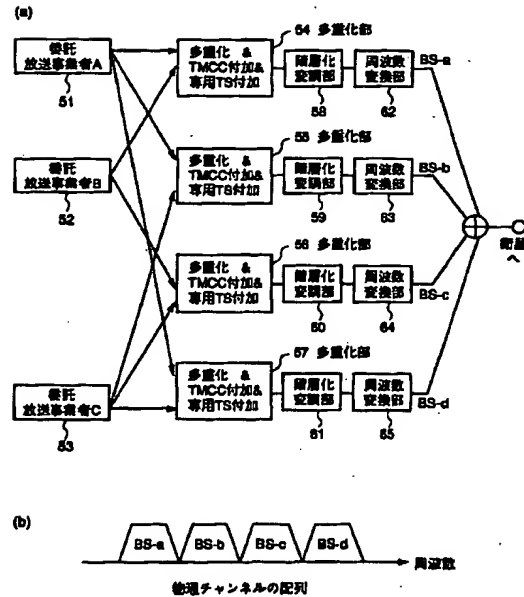 (a)
委託
放送事業者A
51
委託
放送事業者B
52
委託
放送事業者C
53
54 多重化部
多重化 &
TMCC付加&
専用TS付加
階層化
変調部
58
周波数
変換部
62
BS-a
55 多重化部
多重化 &
TMCC付加&
専用TS付加
階層化
変調部
59
周波数
変換部
63
BS-b
56 多重化部
多重化 &
TMCC付加&
専用TS付加
階層化
変調部
60
周波数
変換部
64
BS-c
57 多重化部
多重化 &
TMCC付加&
専用TS付加
階層化
変調部
61
周波数
変換部
65
BS-d
衛星
へ
(b)
BS-a BS-b BS-c BS-d
周波数
物理チャンネルの配列